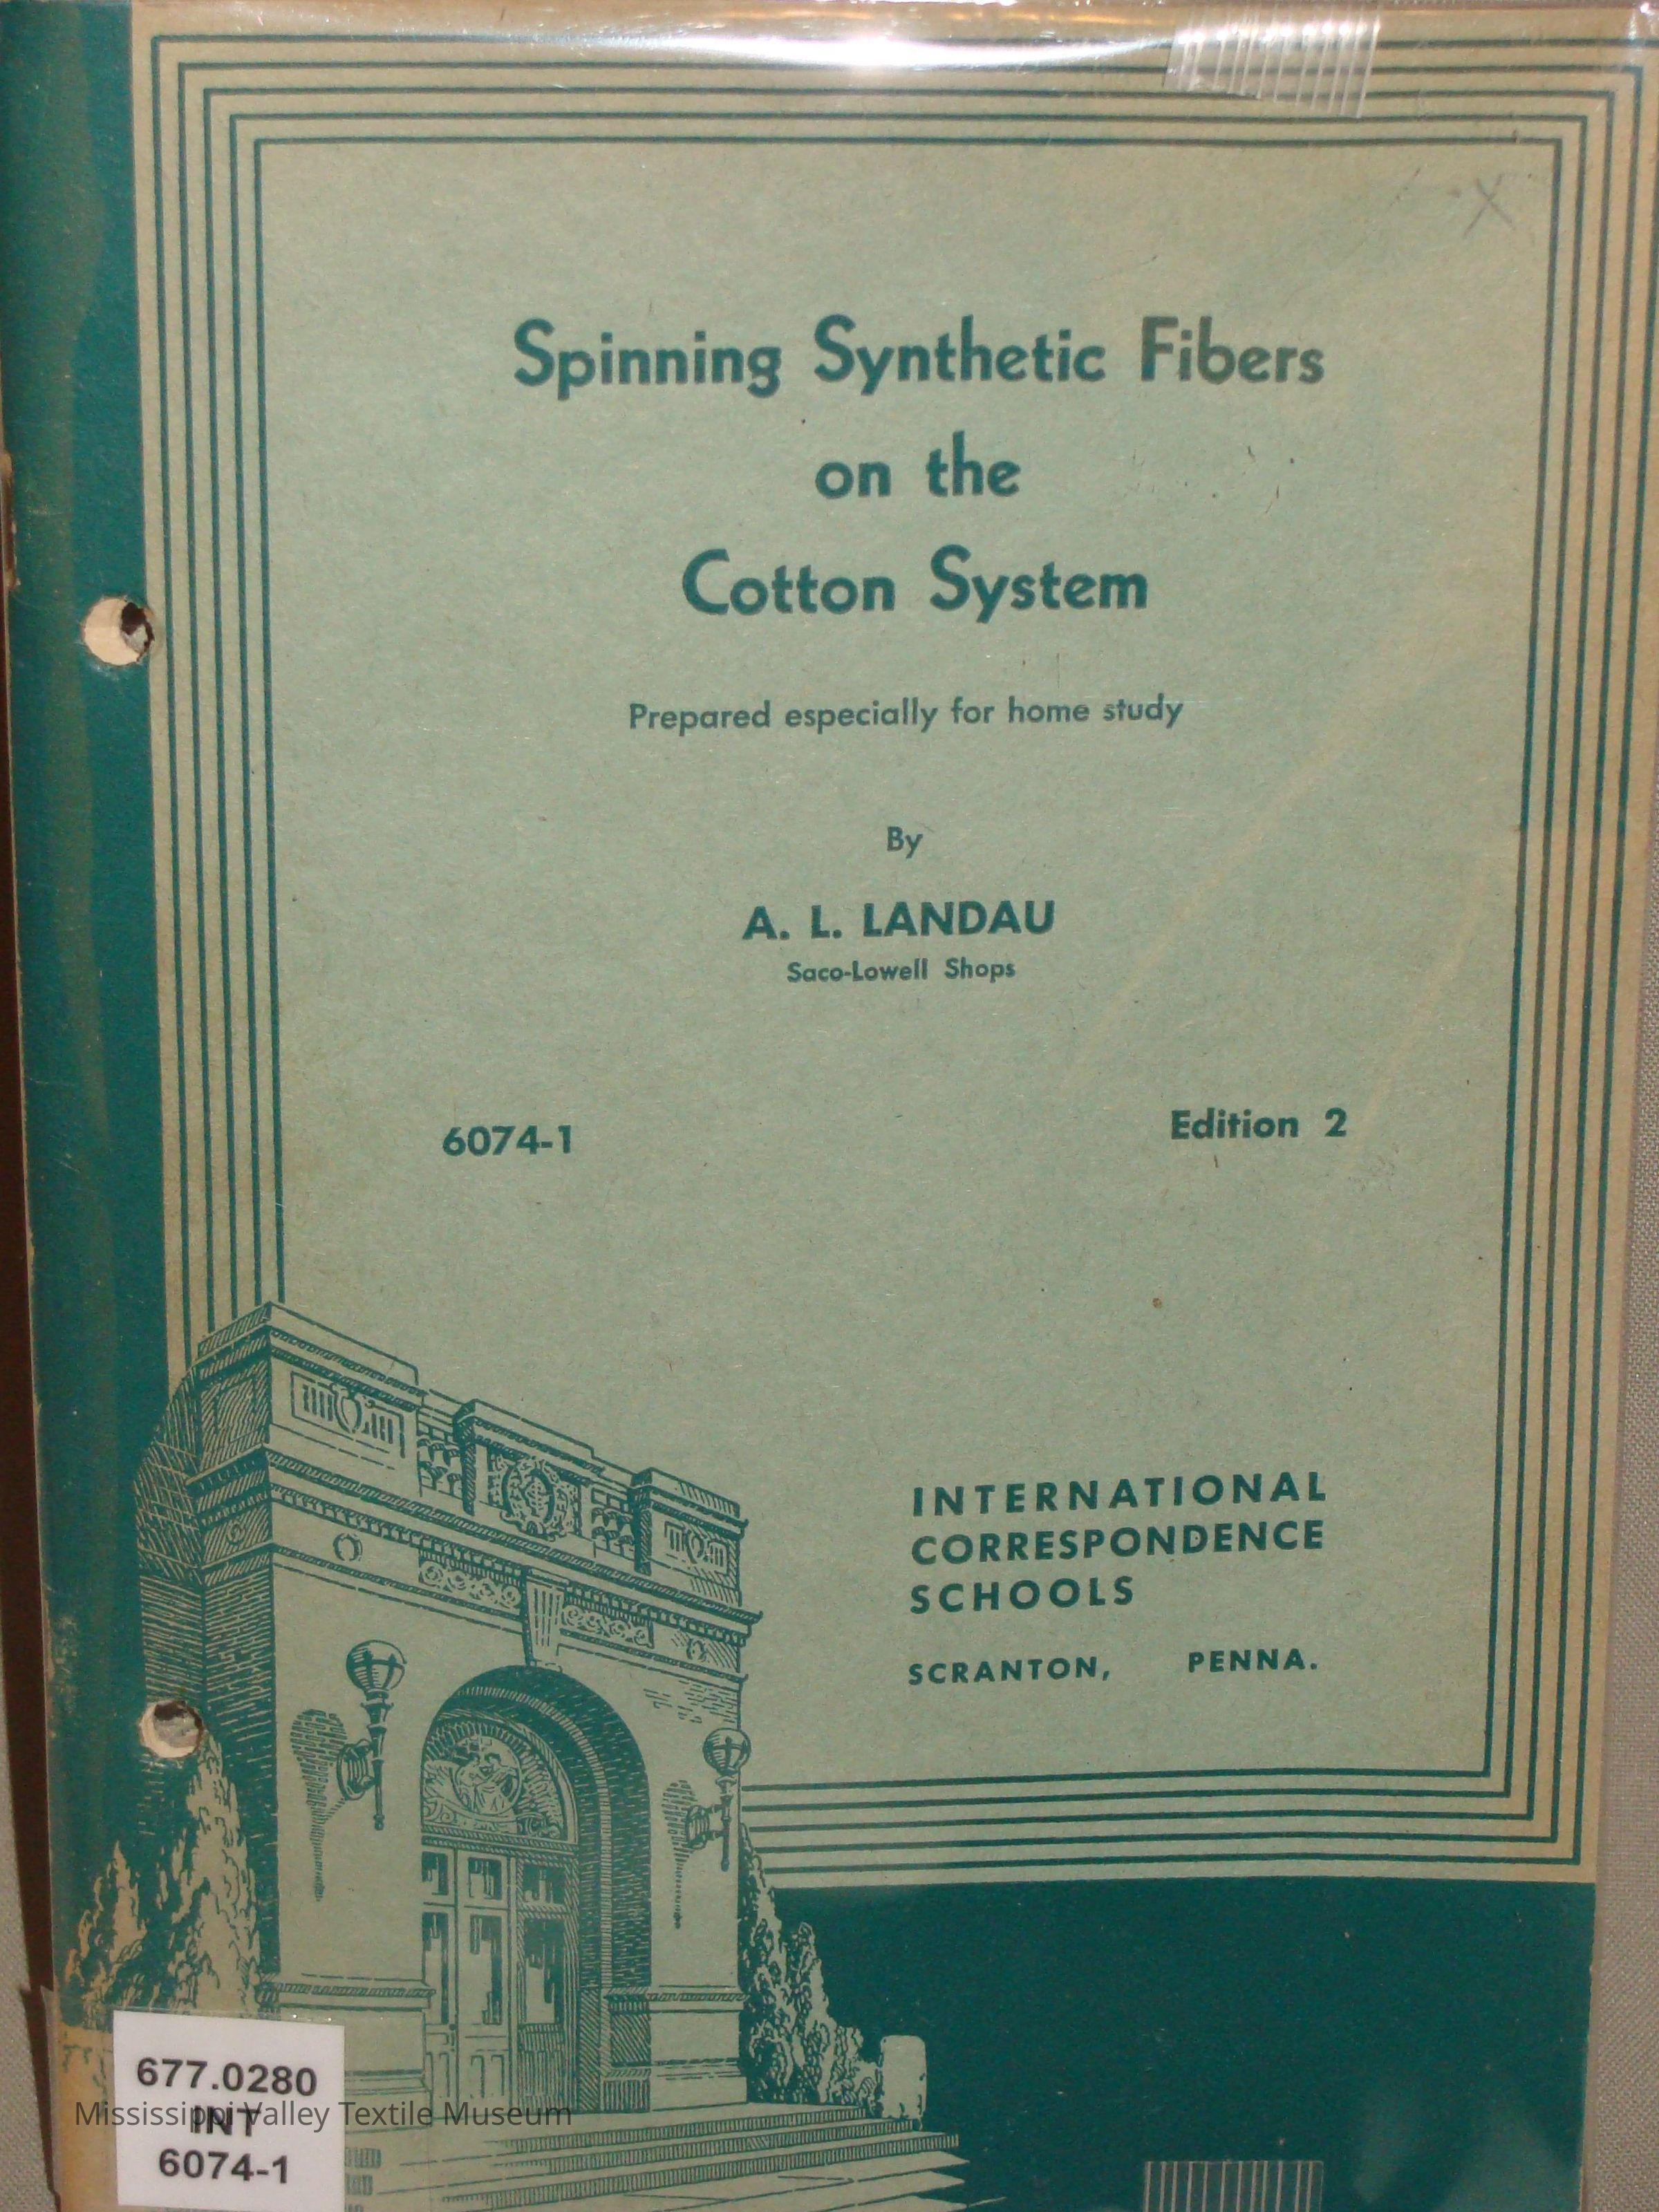 Spinning Synthetic Fibers
on the
Cotton System
Prepared especially for home study
By
A. L. LANDAU
Saco-Lowell Shops
6074-1
Edition 2
INTERNATIONAL
CORRESPONDENCE
SCHOOLS
SCRANTON, PENNA.
677.0280
INT
6074-1
Mississippi Valley Textile Museum